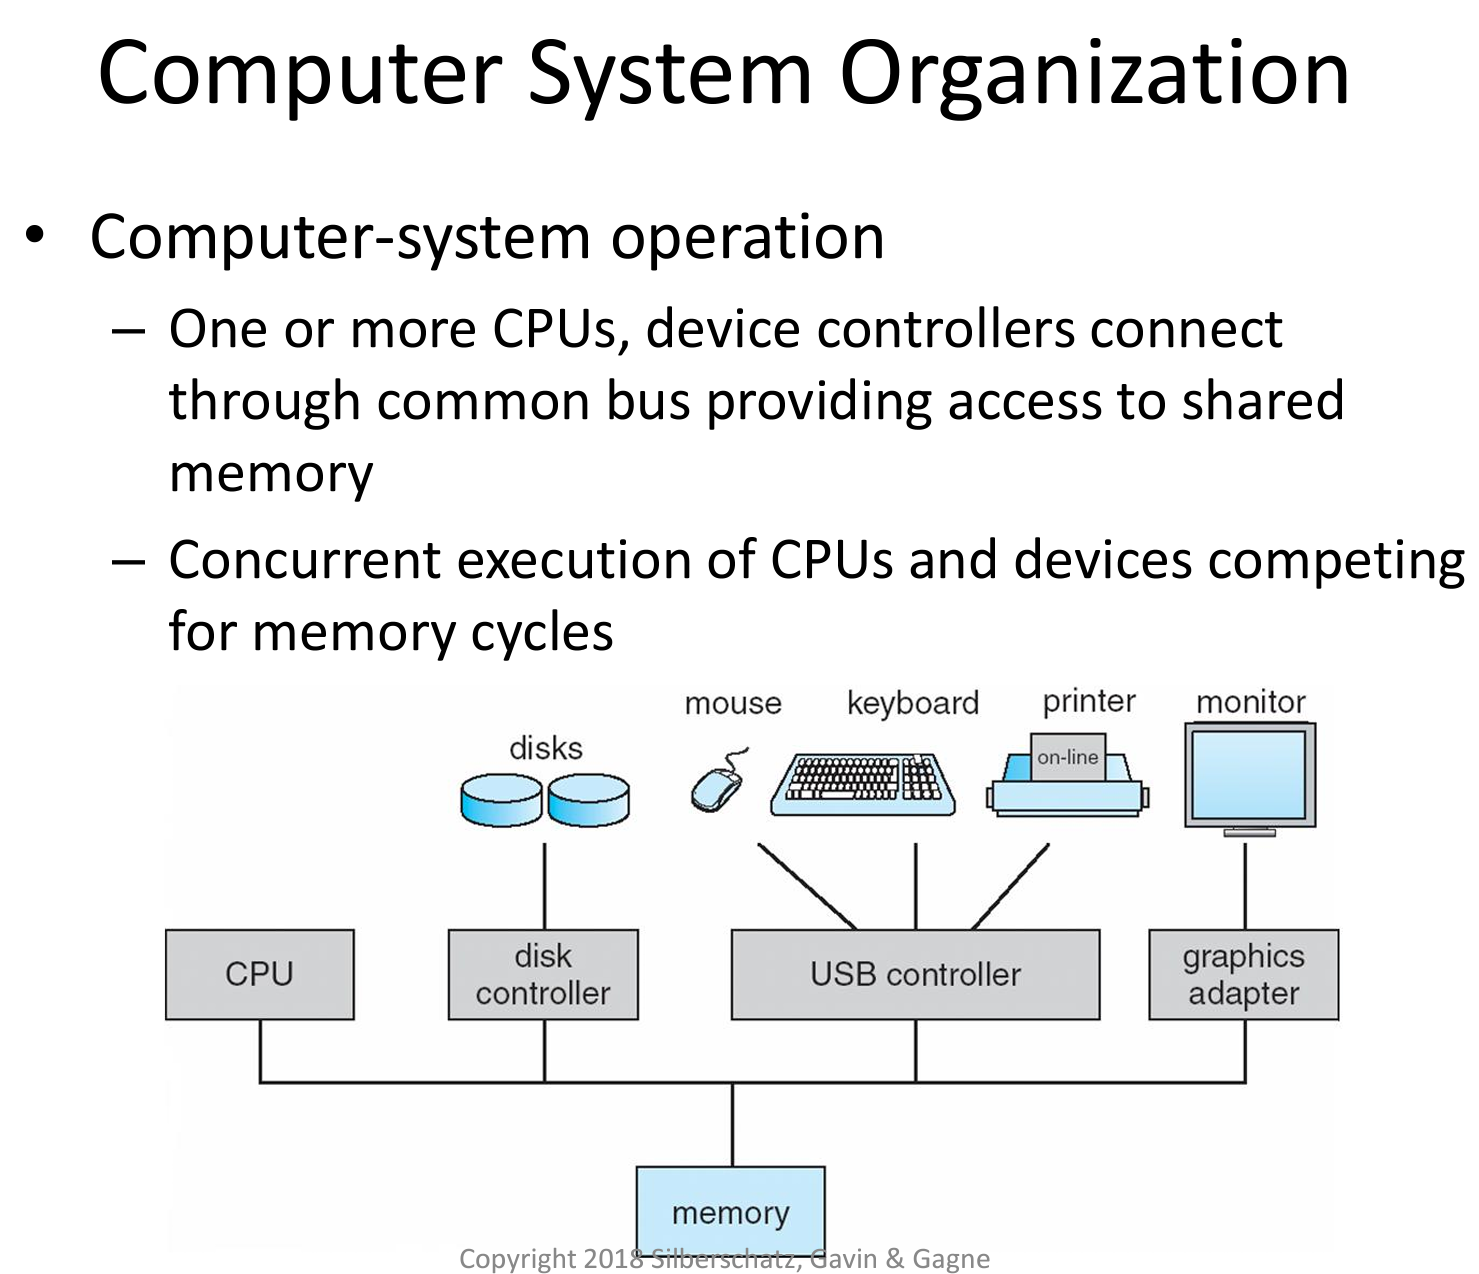 Computer System Organization
• Computer-system operation
– One or more CPUs, device controllers connect
through common bus providing access to shared
memory
– Concurrent execution of CPUs and devices competing
for memory cycles
mouse keyboard printer monitor
disks
on-line
CPU
disk
controller
USB controller
graphics
adapter
memory
Copyright 2018 Silberschatz, Gavin & Gagne